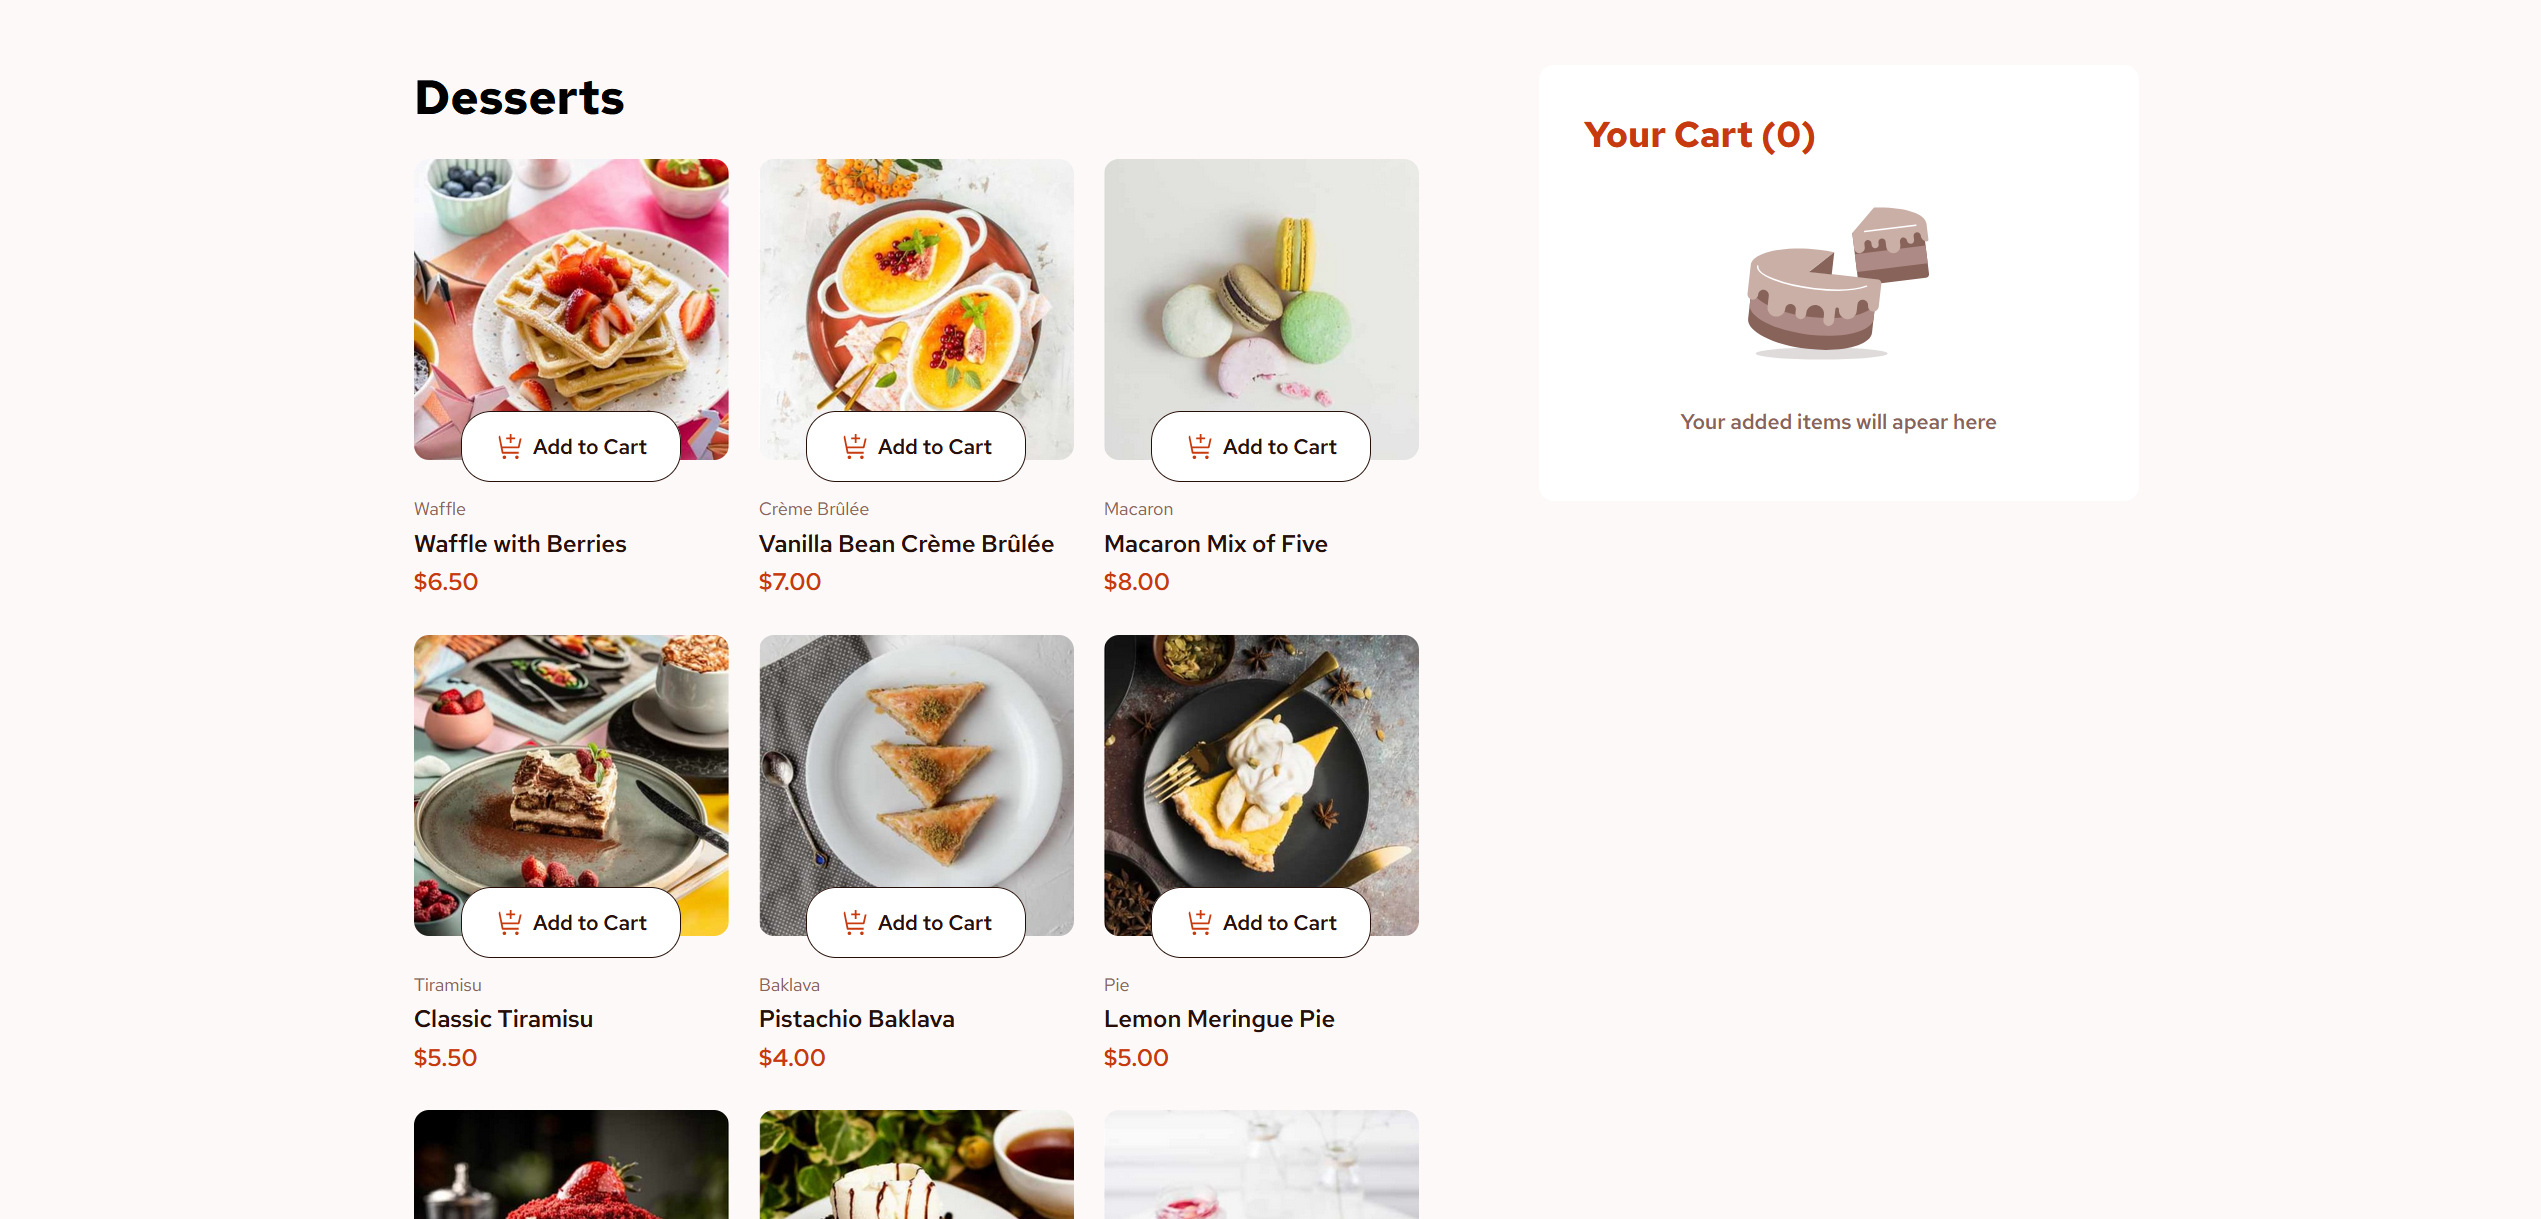 Desserts
Your Cart (0)
Your added items will apear here
Add to Cart
Add to Cart
Add to Cart
Waffle
Waffle with Berries
$6.50
Crème Brûlée
Vanilla Bean Crème Brûlée
$7.00
Macaron
Macaron Mix of Five
$8.00
Add to Cart
Add to Cart
Add to Cart
Tiramisu
Classic Tiramisu
$5.50
Baklava
Pistachio Baklava
$4.00
Pie
Lemon Meringue Pie
$5.00